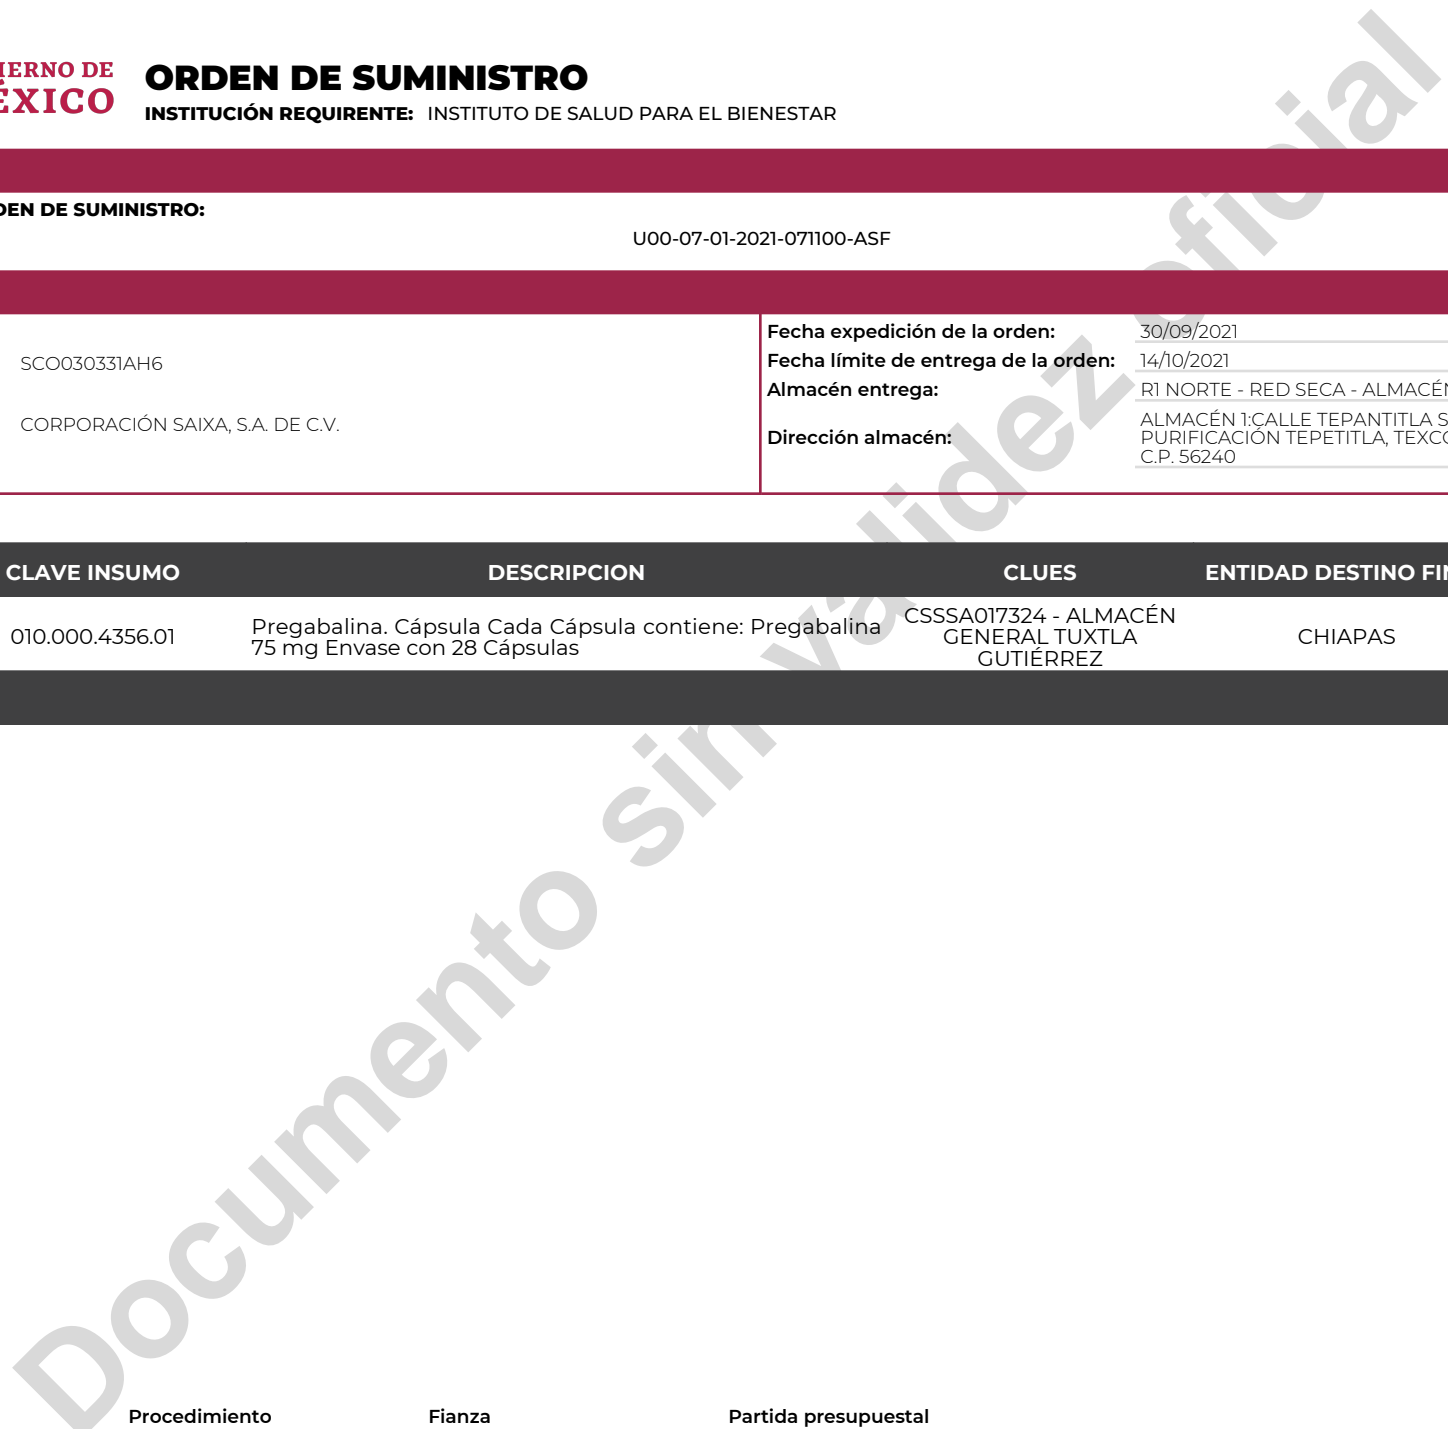 IERNO DE
ÉXICO
ORDEN DE SUMINISTRO
INSTITUCIÓN REQUIRENTE: INSTITUTO DE SALUD PARA EL BIENESTAR
DEN DE SUMINISTRO:
U00-07-01-2021-071100-ASF
SCO030331AH6
CORPORACIÓN SAIXA, S.A. DE C.V.
Fecha expedición de la orden: 30/09/2021
Fecha límite de entrega de la orden: 14/10/2021
Almacén entrega: R1 NORTE - RED SECA - ALMACÉN
Dirección almacén: ALMACÉN 1:CALLE TEPANTITLA S
PURIFICACIÓN TEPETITLA, TEXCO
C.P. 56240
CLAVE INSUMO DESCRIPCION CLUES ENTIDAD DESTINO FIN
010.000.4356.01
Pregabalina. Cápsula Cada Cápsula contiene: Pregabalina
75 mg Envase con 28 Cápsulas
CSSSA017324 - ALMACÉN
GENERAL TUXTLA
GUTIÉRREZ
CHIAPAS
Documento sin validez oficial
Procedimiento Fianza Partida presupuestal